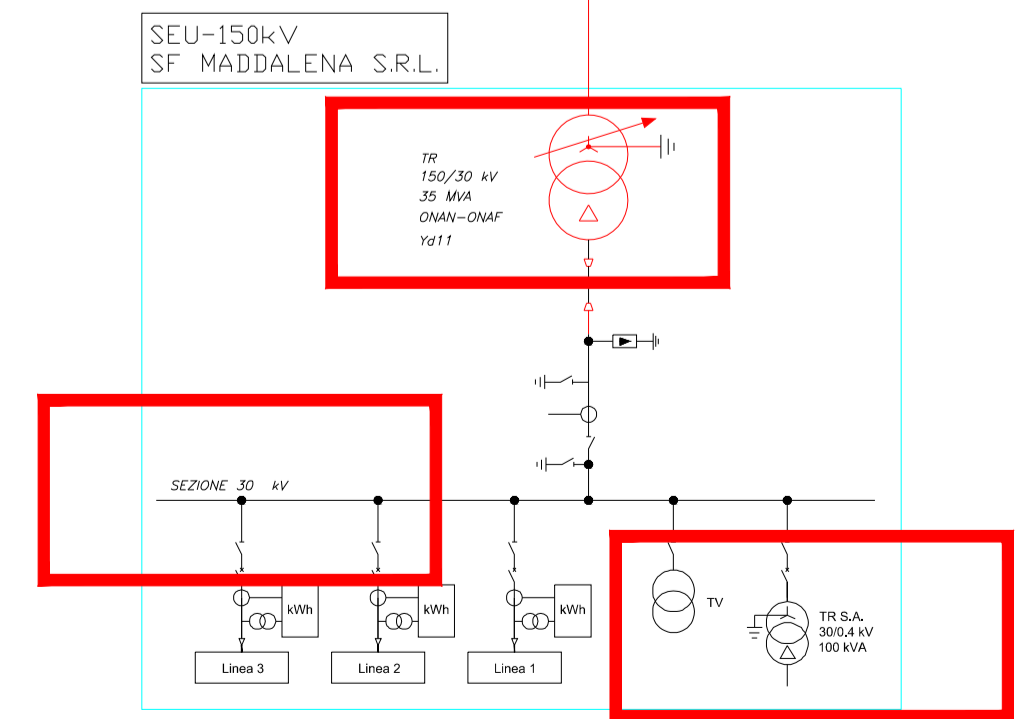 SEU-150kV
SF MADDALENA S.R.L.
TR
150/30 kV
35 MVA
ONAN-ONAF
Yd11
SEZIONE 30 kV
kWh
kWh
kWh
TV
TR S.A.
30/0.4 kV
100 kVA
Linea 3
Linea 2
Linea 1